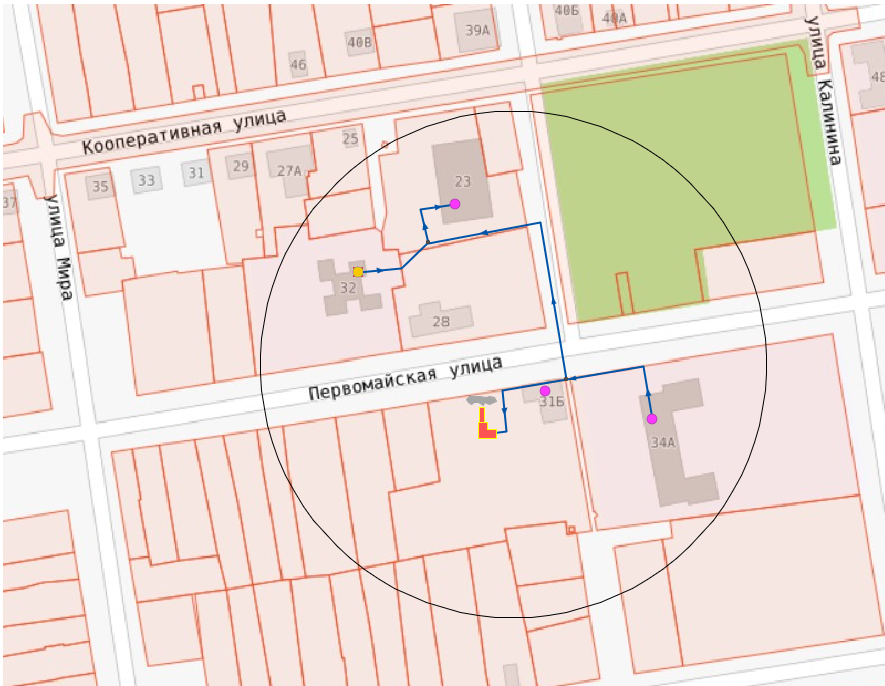 40Б
40А
39А
40В
46
48
Кооперативная улица
улица Калинина
25
23
29
27А
31
33
35
37
улица Мира
32
28
Первомайская улица
31Б
34А